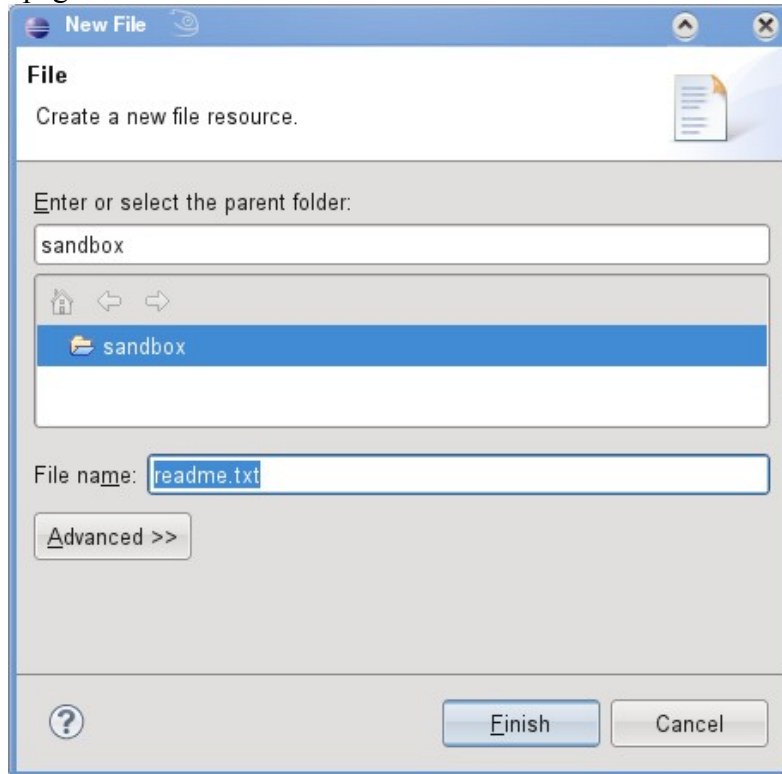 New File
File
Create a new file resource.
Enter or select the parent folder:
sandbox
sandbox
File name: readme.txt
Advanced >>
Finish Cancel